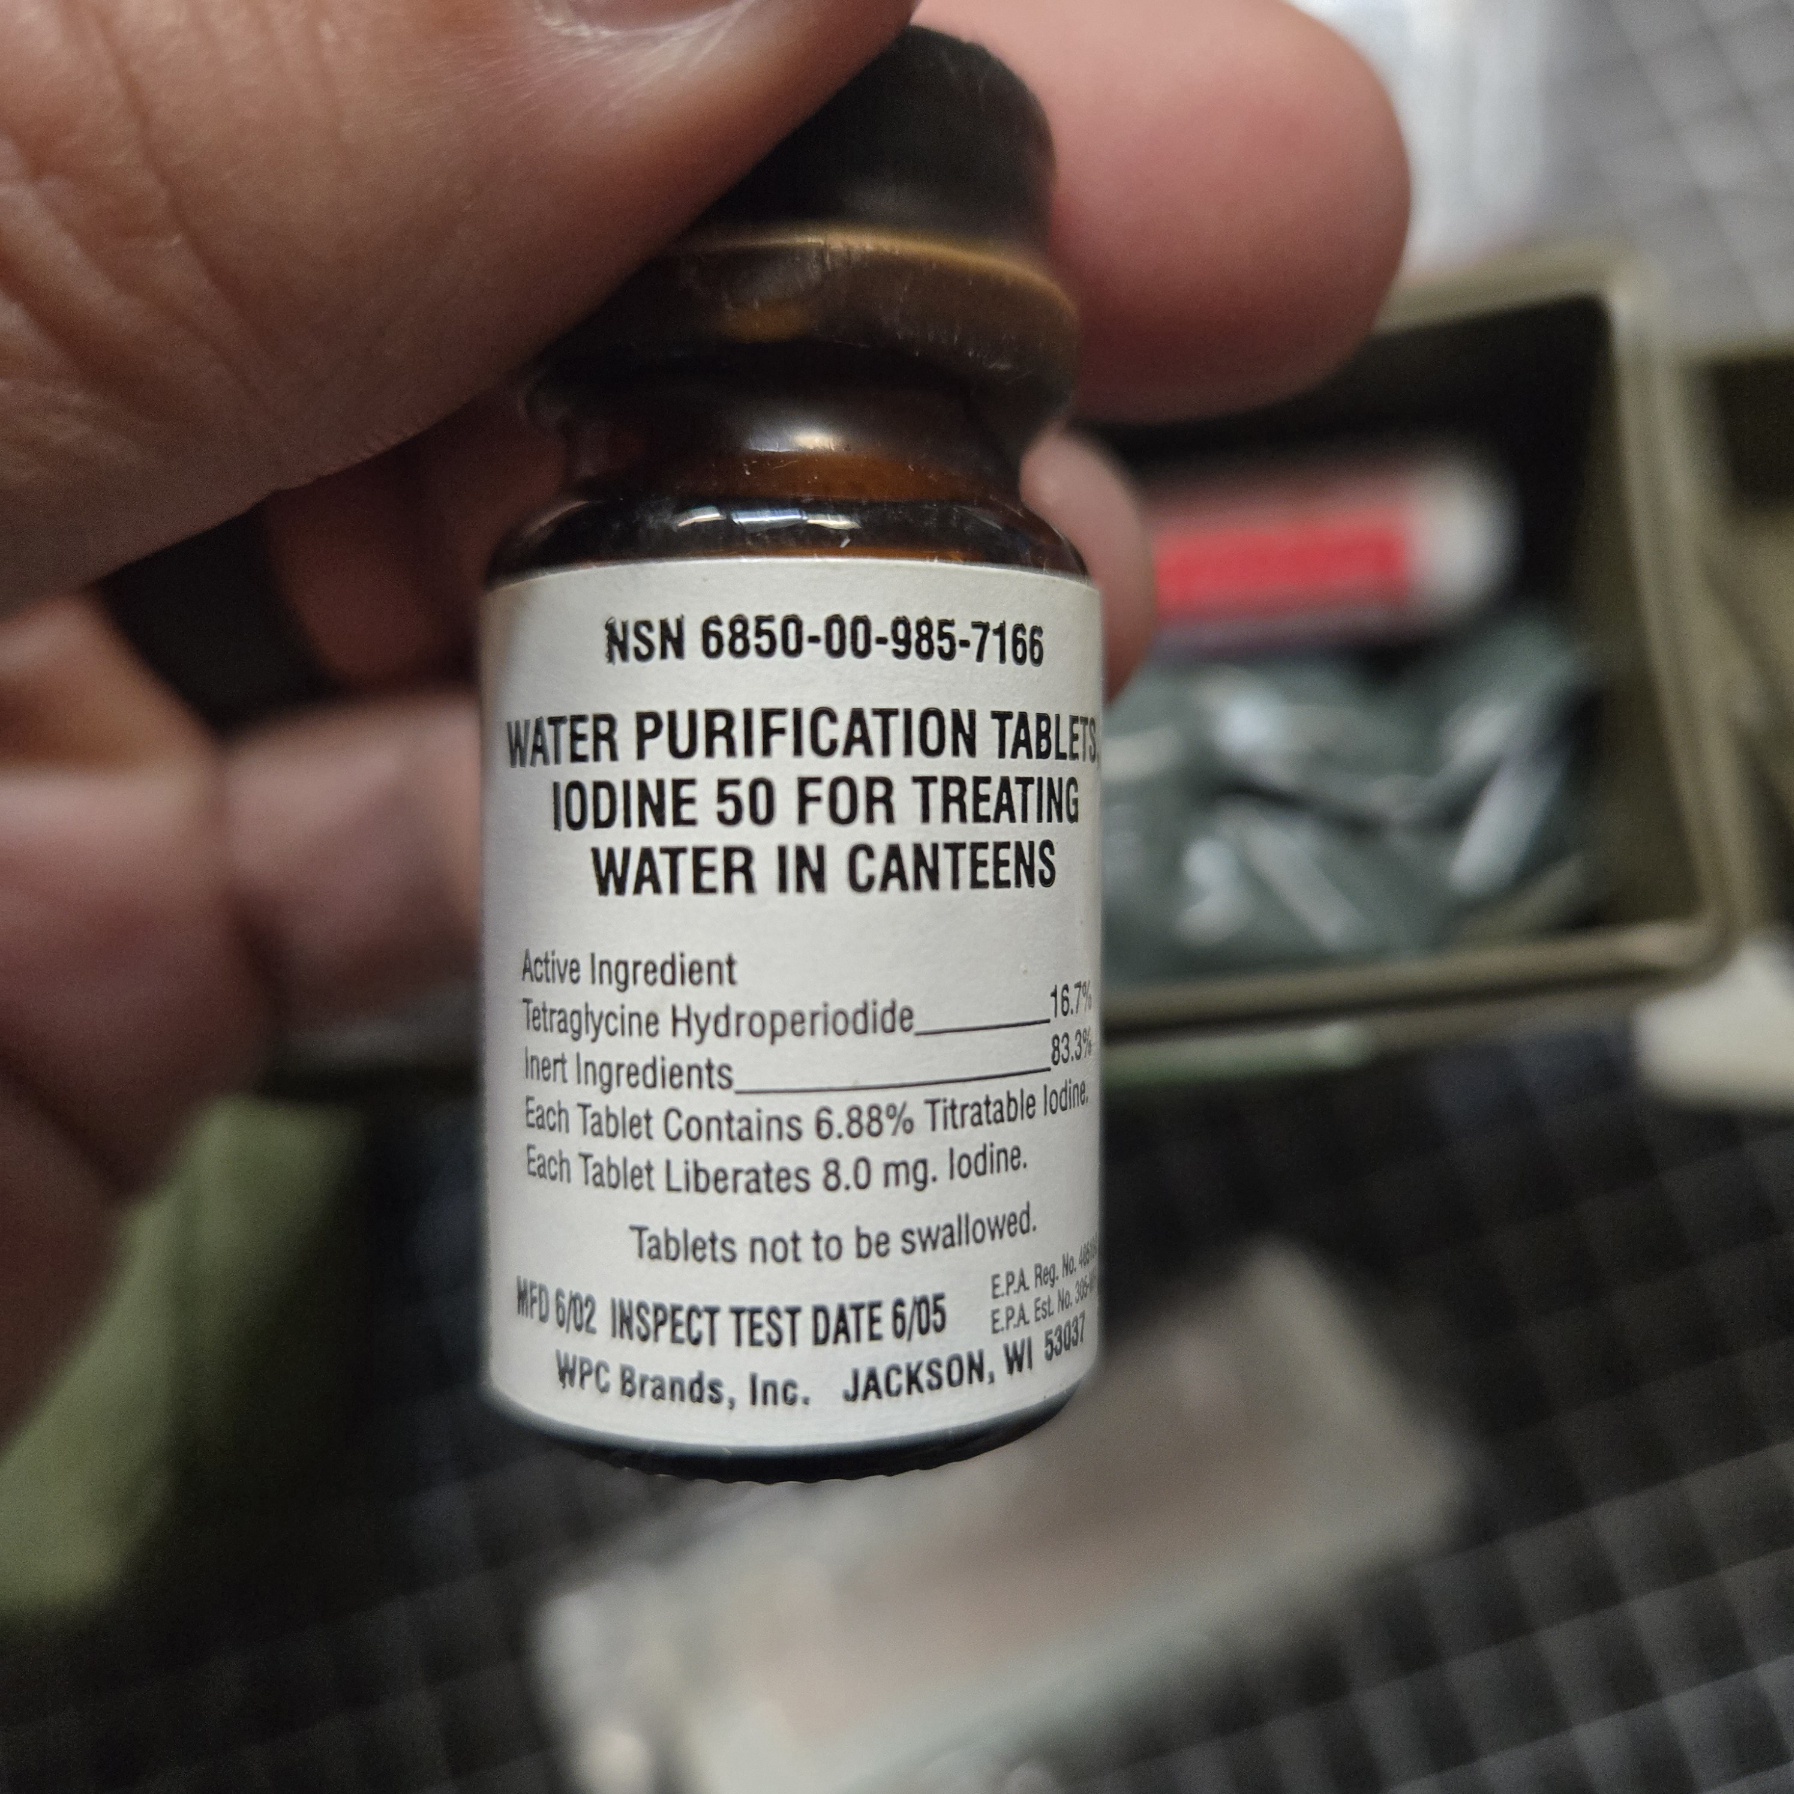 NSN 6850-00-985-7166
WATER PURIFICATION TABLETS,
IODINE 50 FOR TREATING
WATER IN CANTEENS
Active Ingredient
Tetraglycine Hydroperiodide 16.7%
Inert Ingredients 83.3%
Each Tablet Contains 6.88% Titratable Iodine.
Each Tablet Liberates 8.0 mg. Iodine.
Tablets not to be swallowed.
E.P.A. Reg. No.
E.P.A. Est. No.
MFD 6/02 INSPECT TEST DATE 6/05
WPC Brands, Inc. JACKSON, WI 53037